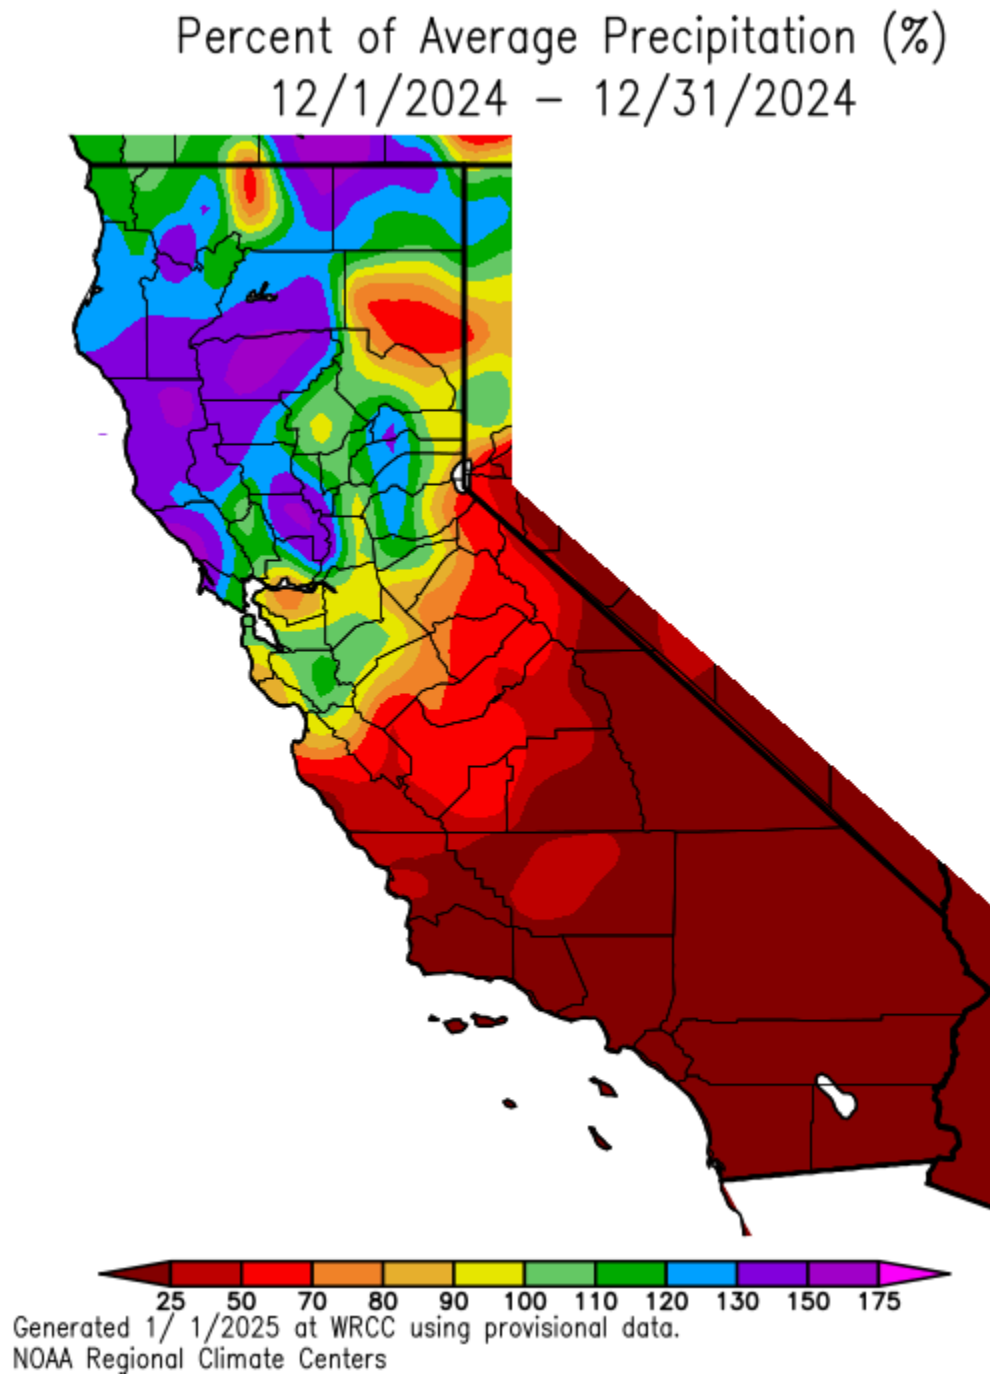 Percent of Average Precipitation (%)
12/1/2024 – 12/31/2024
25 50 70 80 90 100 110 120 130 150 175
Generated 1/ 1/2025 at WRCC using provisional data.
NOAA Regional Climate Centers